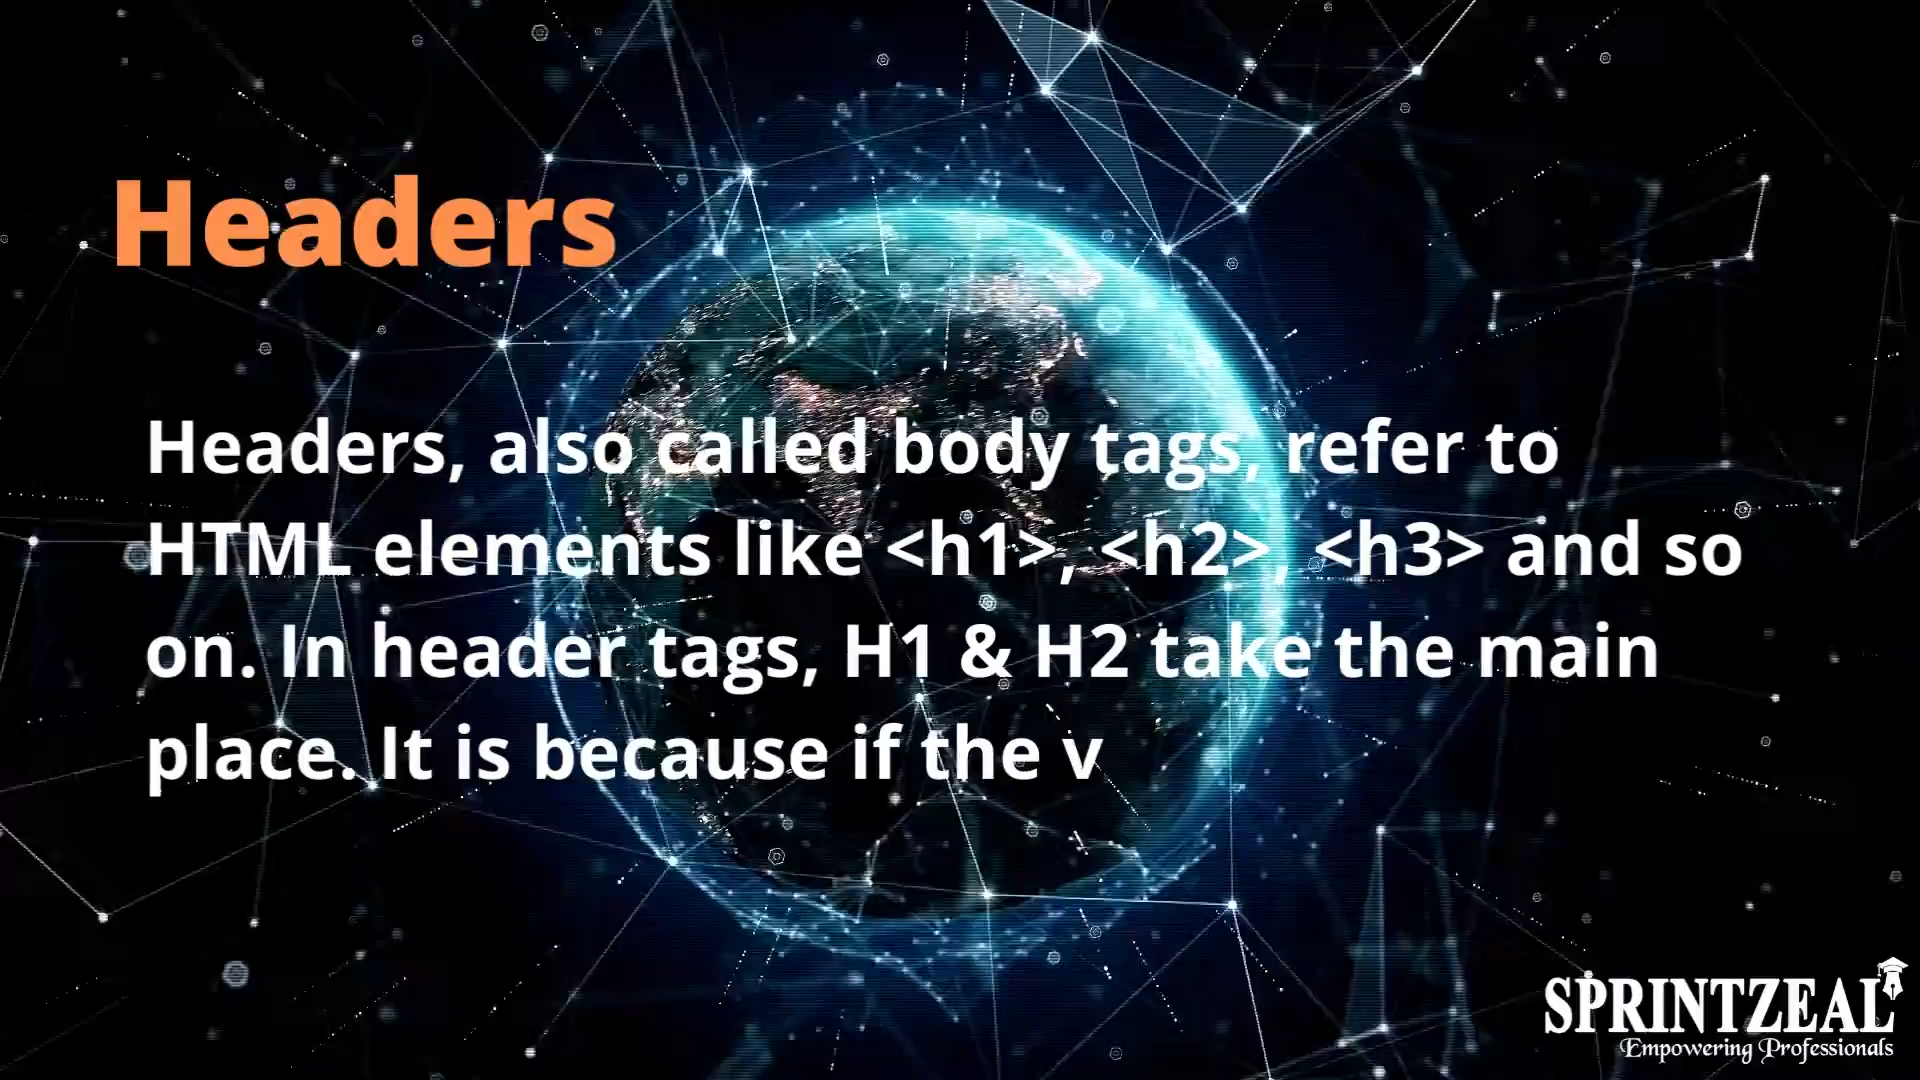 Headers
Headers, also called body tags, refer to
HTML elements like <h1>, <h2>, <h3> and so
on. In header tags, H1 & H2 take the main
place. It is because if the v
SPRINTZEAL
Empowering Professionals